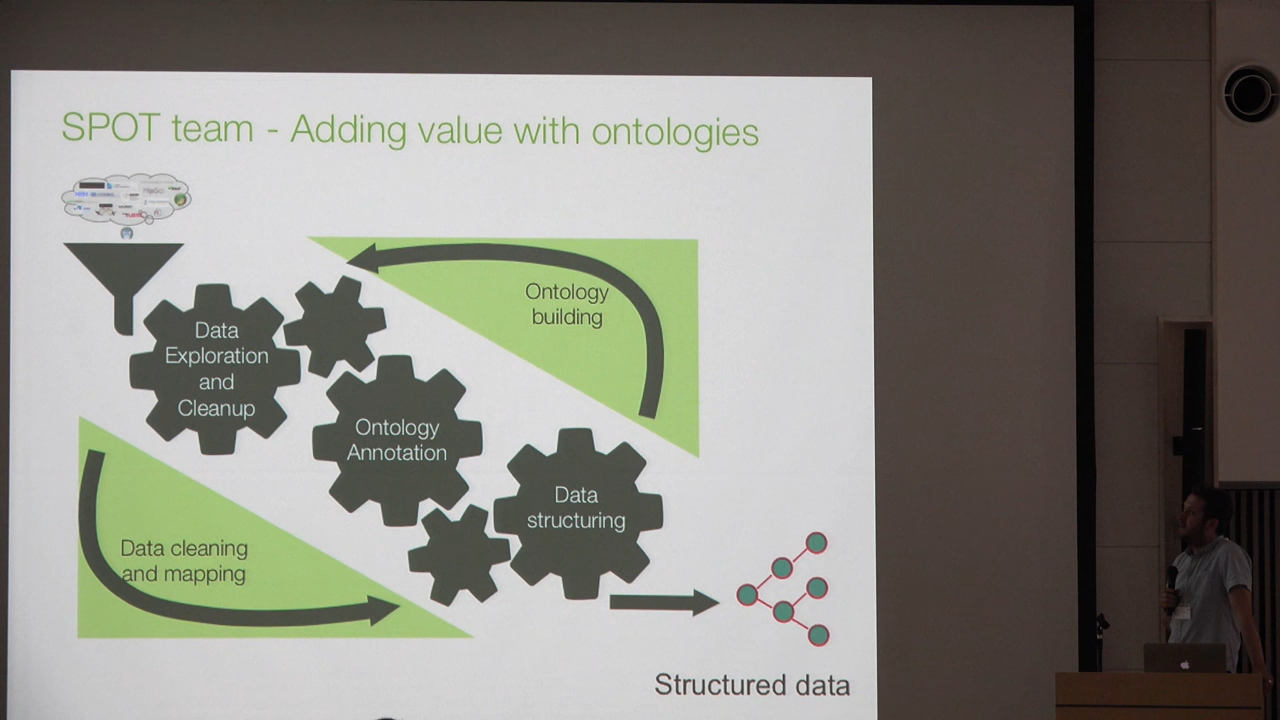 SPOT team - Adding value with ontologies
Data
Exploration
and
Cleanup
Ontology
building
Ontology
Annotation
Data
structuring
Data cleaning
and mapping
Structured data